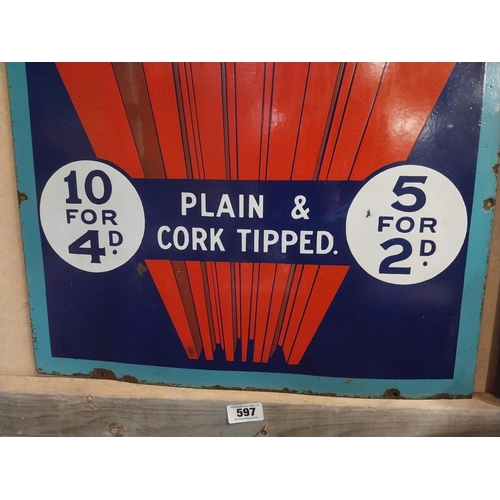 10
FOR
4D.
PLAIN &
CORK TIPPED.
5
FOR
2D.
597